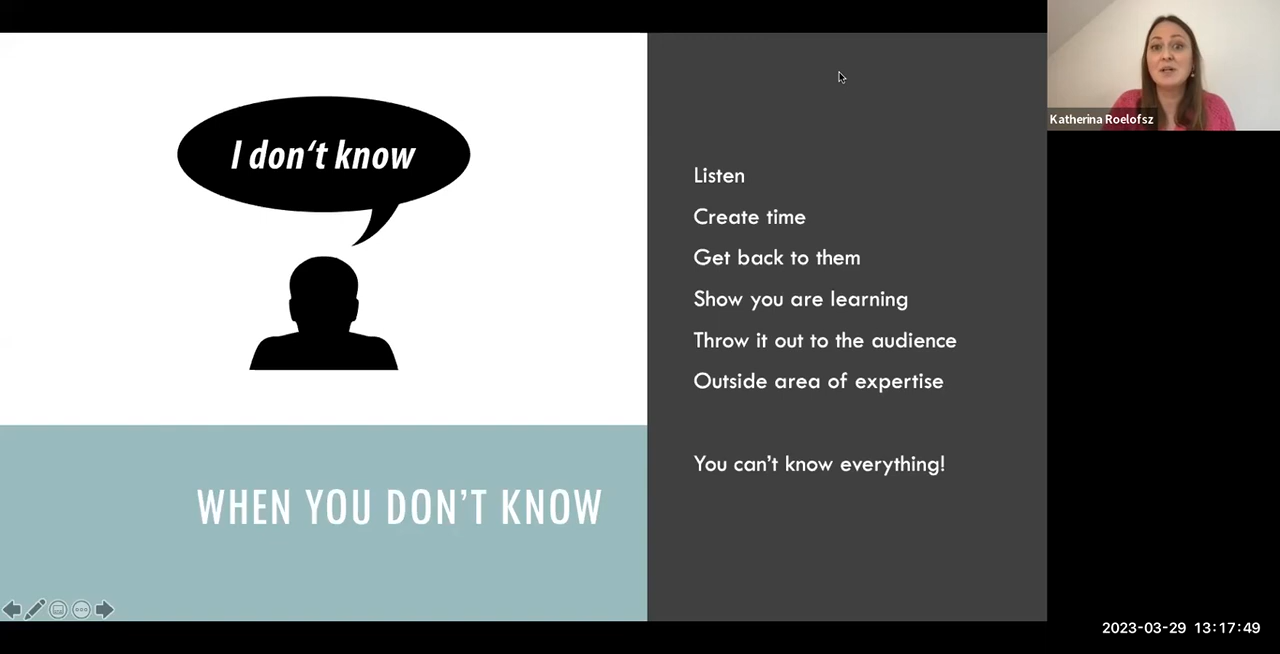 I don‘t know
WHEN YOU DON’T KNOW
Listen
Create time
Get back to them
Show you are learning
Throw it out to the audience
Outside area of expertise
You can’t know everything!
Katherina Roelofsz
2023-03-29 13:17:49